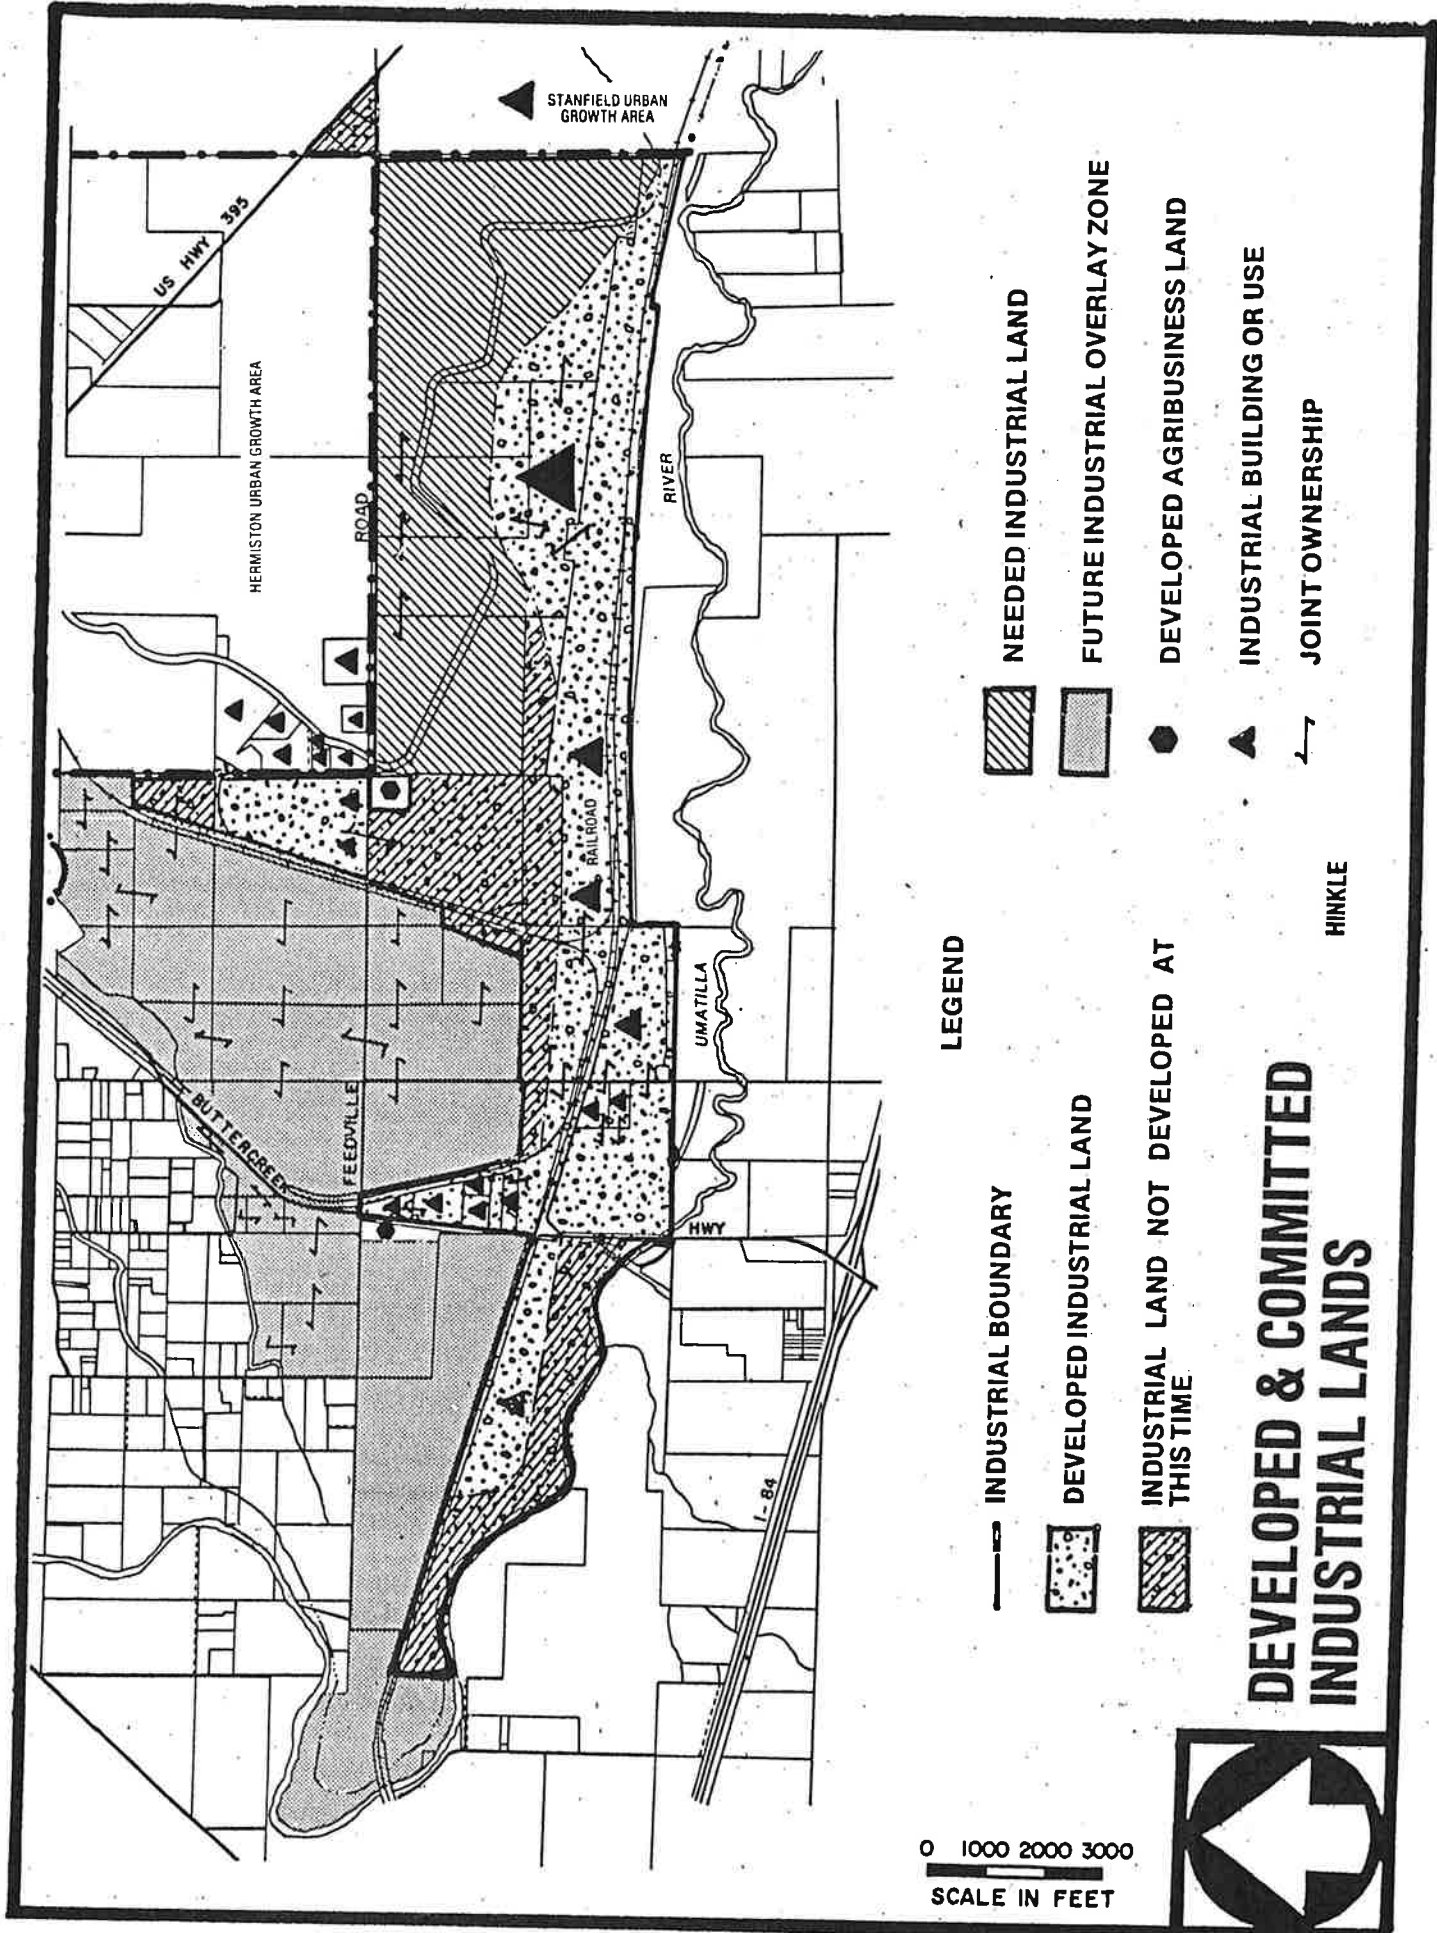 STANFIELD URBAN
GROWTH AREA
US HWY 395
HERMISTON URBAN GROWTH AREA
ROAD
RIVER
RAILROAD
UMATILLA
BUTTERCREEK
FEEDVILLE
HWY
I-84
LEGEND
INDUSTRIAL BOUNDARY
DEVELOPED INDUSTRIAL LAND
INDUSTRIAL LAND NOT DEVELOPED AT
THIS TIME
NEEDED INDUSTRIAL LAND
FUTURE INDUSTRIAL OVERLAY ZONE
DEVELOPED AGRIBUSINESS LAND
INDUSTRIAL BUILDING OR USE
JOINT OWNERSHIP
HINKLE
DEVELOPED & COMMITTED
INDUSTRIAL LANDS
0 1000 2000 3000
SCALE IN FEET